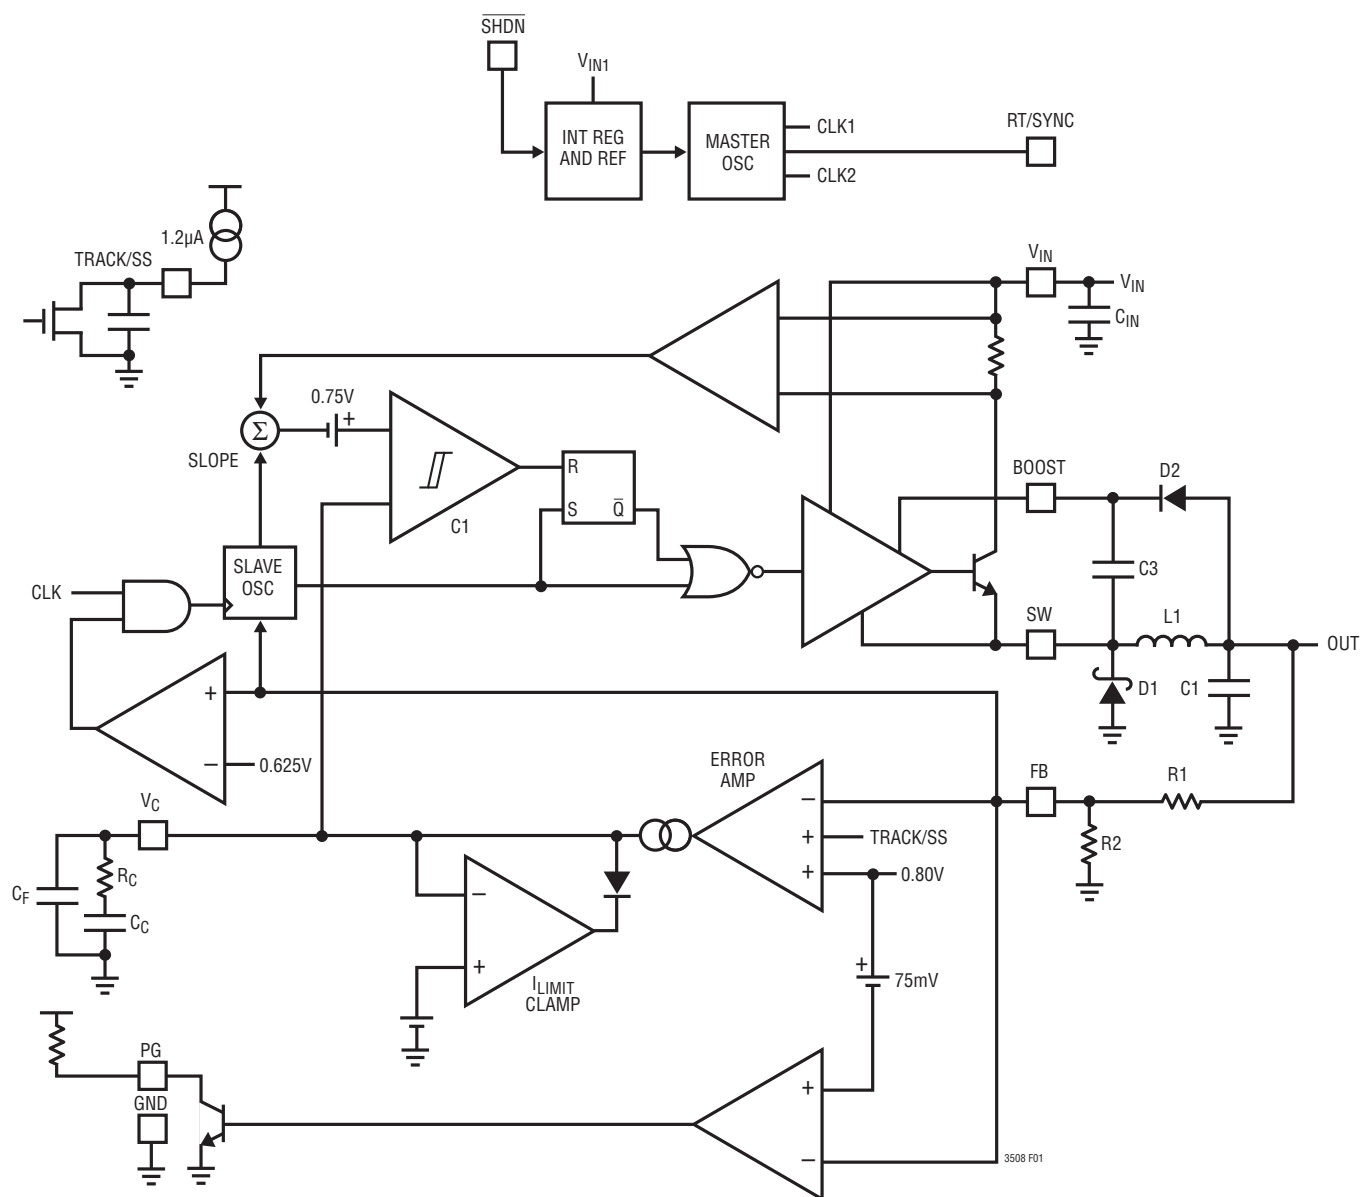 SHDN
VIN1
INT REG
AND REF
MASTER
OSC
CLK1
CLK2
RT/SYNC
1.2µA
TRACK/SS
VIN
VIN
CIN
0.75V
+
Σ
SLOPE
C1
R
S
Q
BOOST
D2
C3
SLAVE
OSC
CLK
SW
L1
OUT
D1
C1
+
−
0.625V
ERROR
AMP
−
+
TRACK/SS
+
0.80V
FB
R1
R2
VC
RC
CF
CC
−
+
ILIMIT
CLAMP
+
75mV
PG
GND
+
−
3508 F01